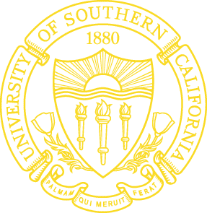 UNIVERSITY OF SOUTHERN CALIFORNIA
1880
PALMAM QUI MERUIT FERAT